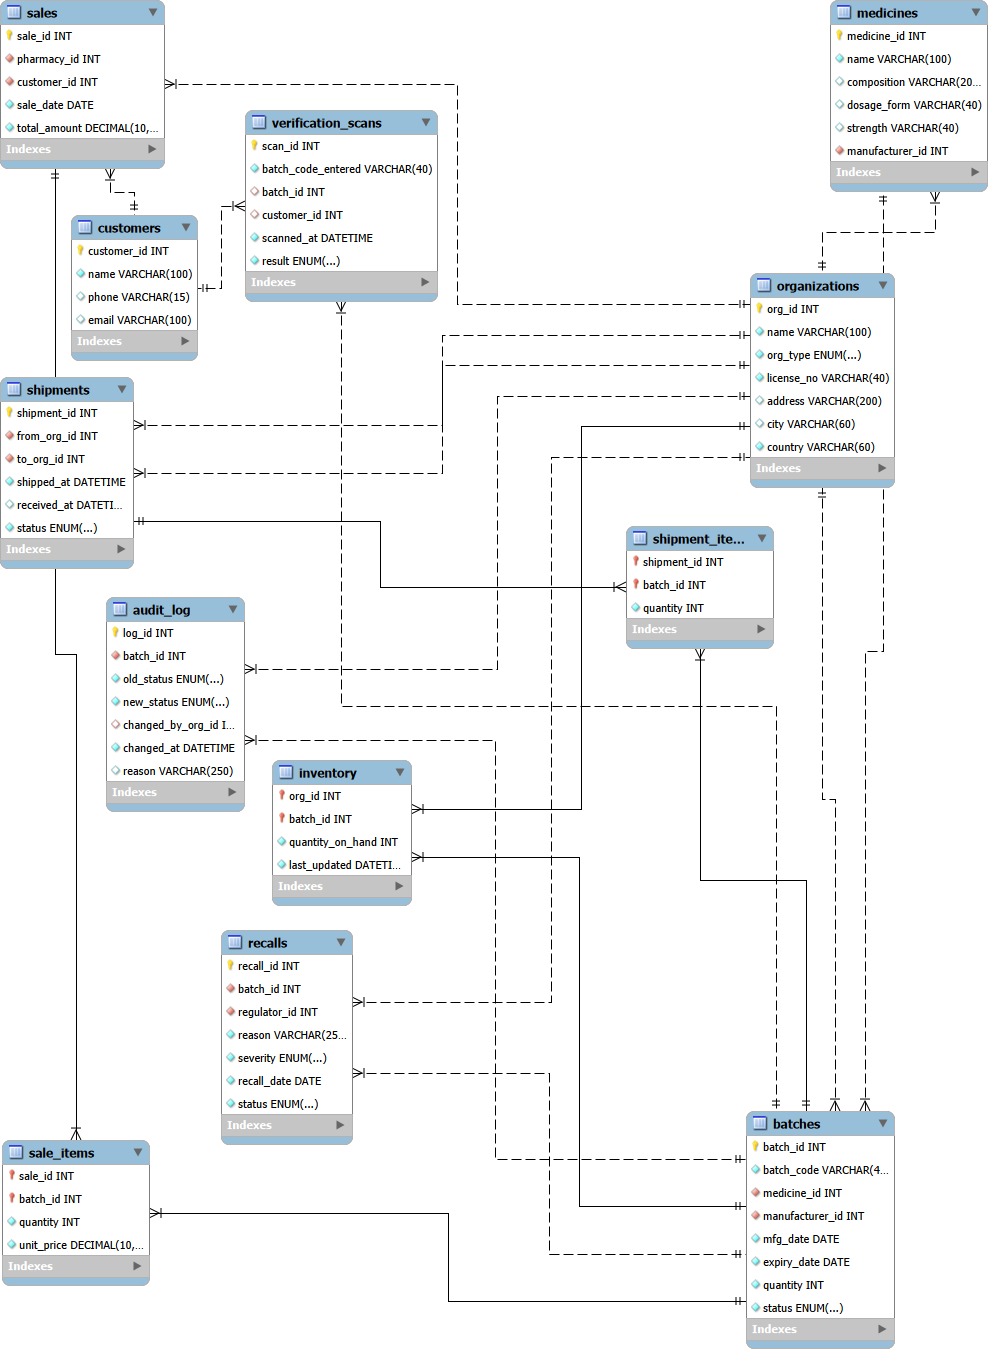 sales
sale_id INT
pharmacy_id INT
customer_id INT
sale_date DATE
total_amount DECIMAL(10,...
Indexes
medicines
medicine_id INT
name VARCHAR(100)
composition VARCHAR(20...
dosage_form VARCHAR(40)
strength VARCHAR(40)
manufacturer_id INT
Indexes
verification_scans
scan_id INT
batch_code_entered VARCHAR(40)
batch_id INT
customer_id INT
scanned_at DATETIME
result ENUM(...)
Indexes
customers
customer_id INT
name VARCHAR(100)
phone VARCHAR(15)
email VARCHAR(100)
Indexes
organizations
org_id INT
name VARCHAR(100)
org_type ENUM(...)
license_no VARCHAR(40)
address VARCHAR(200)
city VARCHAR(60)
country VARCHAR(60)
Indexes
shipments
shipment_id INT
from_org_id INT
to_org_id INT
shipped_at DATETIME
received_at DATETI...
status ENUM(...)
Indexes
shipment_ite...
shipment_id INT
batch_id INT
quantity INT
Indexes
audit_log
log_id INT
batch_id INT
old_status ENUM(...)
new_status ENUM(...)
changed_by_org_id I...
changed_at DATETIME
reason VARCHAR(250)
Indexes
inventory
org_id INT
batch_id INT
quantity_on_hand INT
last_updated DATETI...
Indexes
recalls
recall_id INT
batch_id INT
regulator_id INT
reason VARCHAR(25...
severity ENUM(...)
recall_date DATE
status ENUM(...)
Indexes
sale_items
sale_id INT
batch_id INT
quantity INT
unit_price DECIMAL(10,...
Indexes
batches
batch_id INT
batch_code VARCHAR(4...
medicine_id INT
manufacturer_id INT
mfg_date DATE
expiry_date DATE
quantity INT
status ENUM(...)
Indexes